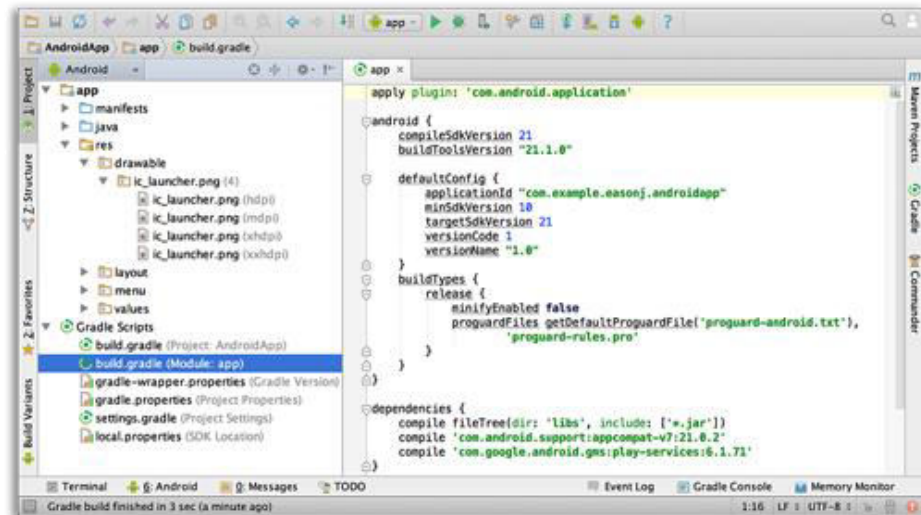 app
AndroidApp
app
build.gradle
Android
app
1: Project
Z: Structure
2: Favorites
Build Variants
app
manifests
java
res
drawable
ic_launcher.png (4)
ic_launcher.png (hdpi)
ic_launcher.png (mdpi)
ic_launcher.png (xhdpi)
ic_launcher.png (xxhdpi)
layout
menu
values
Gradle Scripts
build.gradle (Project: AndroidApp)
build.gradle (Module: app)
gradle-wrapper.properties (Gradle Version)
gradle.properties (Project Properties)
settings.gradle (Project Settings)
local.properties (SDK Location)
apply plugin: 'com.android.application'
android {
compileSdkVersion 21
buildToolsVersion "21.1.0"
defaultConfig {
applicationId "com.example.easonj.androidapp"
minSdkVersion 10
targetSdkVersion 21
versionCode 1
versionName "1.0"
}
buildTypes {
release {
minifyEnabled false
proguardFiles getDefaultProguardFile('proguard-android.txt'),
'proguard-rules.pro'
}
}
}
dependencies {
compile fileTree(dir: 'libs', include: ['*.jar'])
compile 'com.android.support:appcompat-v7:21.0.2'
compile 'com.google.android.gms:play-services:6.1.71'
}
m Maven Projects
Gradle
Commander
Terminal
6: Android
0: Messages
TODO
Event Log
Gradle Console
Memory Monitor
Gradle build finished in 3 sec (a minute ago)
1:16
LF
UTF-8